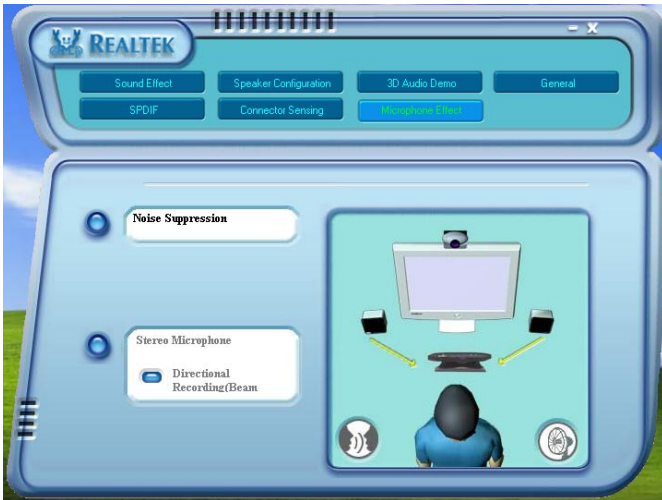 REALTEK
Sound Effect
Speaker Configuration
3D Audio Demo
General
SPDIF
Connector Sensing
Microphone Effect
Noise Suppression
Stereo Microphone
Directional
Recording(Beam